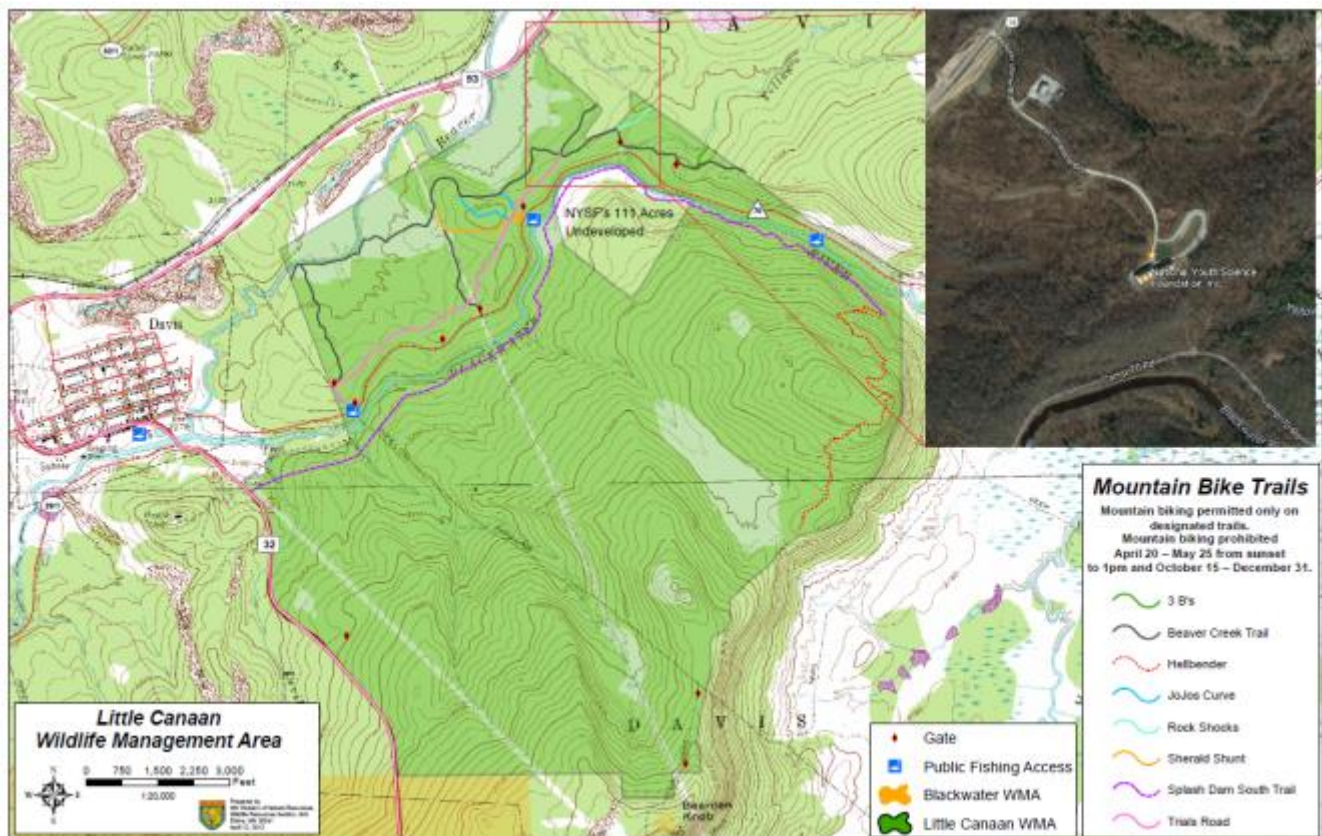 D A V I
93
NYSP's 111 Acres
Undeveloped
Davis
32
D A V I S
Bearden
Knob
National Youth Science
Foundation Inc.
Mountain Bike Trails
Mountain biking permitted only on
designated trails.
Mountain biking prohibited
April 20 – May 25 from sunset
to 1pm and October 15 – December 31.
3 B's
Beaver Creek Trail
Hellbender
JoJos Curve
Rock Shocks
Sherald Shunt
Splash Dam South Trail
Trials Road
Gate
Public Fishing Access
Blackwater WMA
Little Canaan WMA
Little Canaan
Wildlife Management Area
N
W
E
S
0 750 1,500 2,250 3,000
Feet
1:20,000